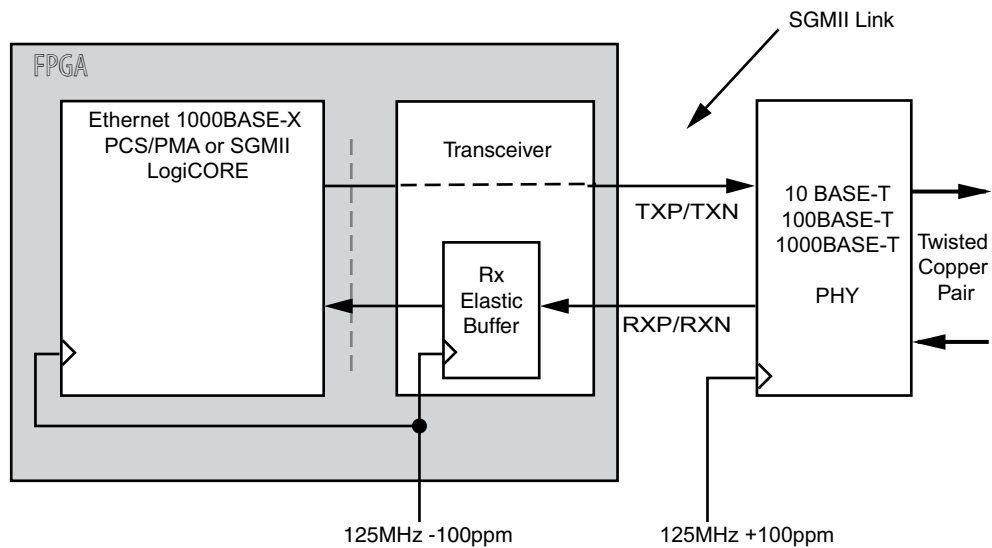 SGMII Link
FPGA
Ethernet 1000BASE-X
PCS/PMA or SGMII
LogiCORE
Transceiver
TXP/TXN
10 BASE-T
100BASE-T
1000BASE-T
PHY
Twisted
Copper
Pair
Rx
Elastic
Buffer
RXP/RXN
125MHz -100ppm
125MHz +100ppm